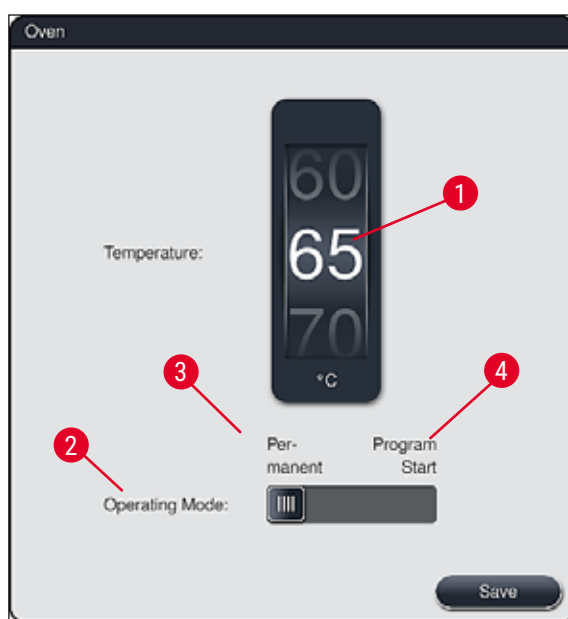 Oven
60
1
Temperature:
65
70
°C
3
4
Per-
manent
Program
Start
2
Operating Mode:
Save